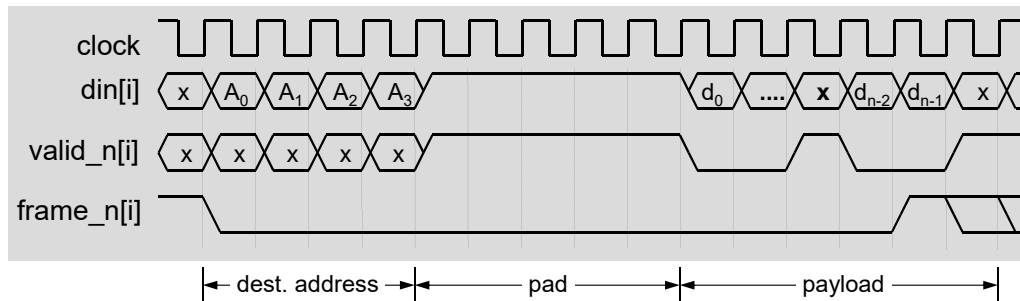 clock
din[i] x A0 A1 A2 A3 d0 .... x dn-2 dn-1 x
valid_n[i] x x x x x
frame_n[i]
dest. address pad payload